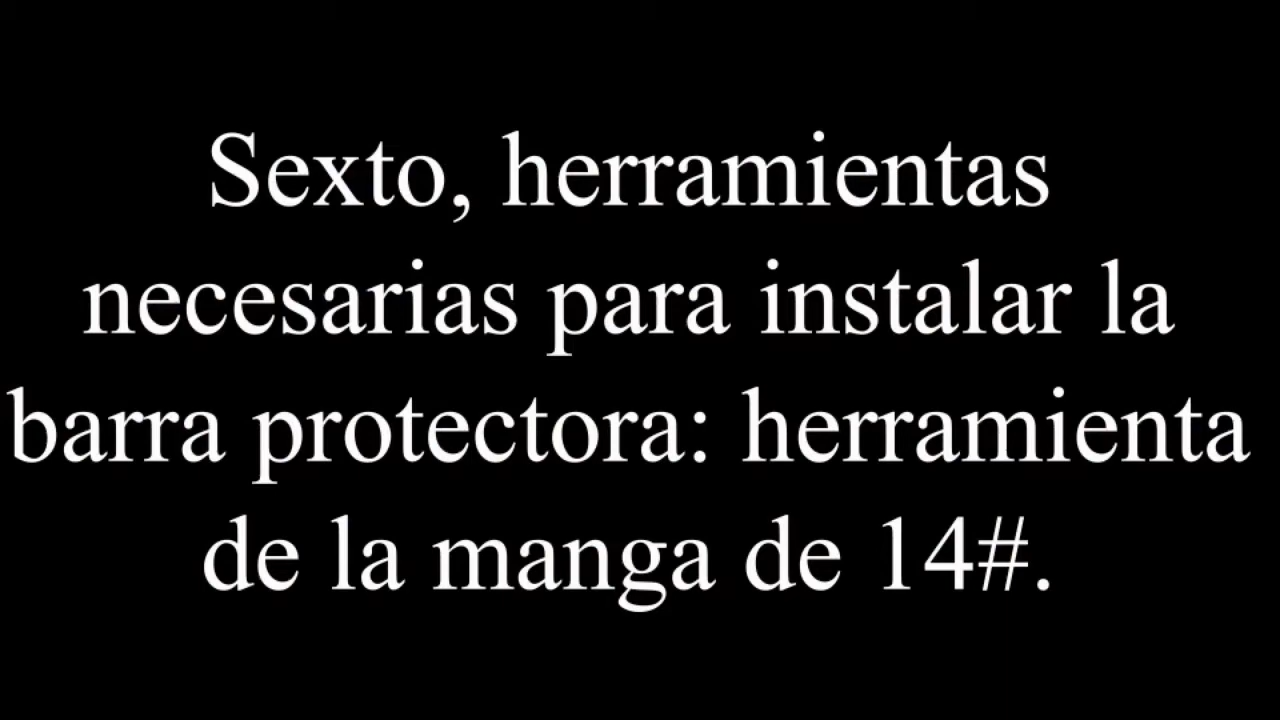 Sexto, herramientas
necesarias para instalar la
barra protectora: herramienta
de la manga de 14#.